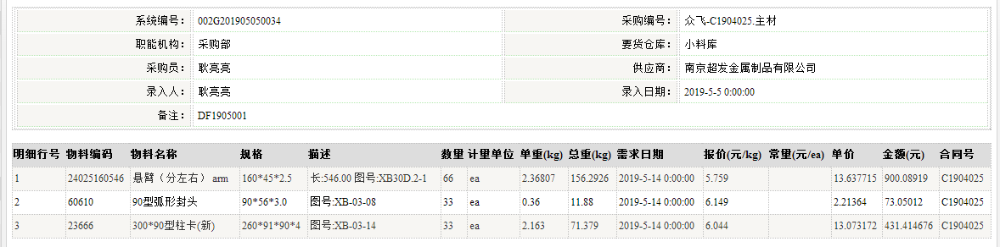 系统编号： 002G201905050034 采购编号： 众飞-C1904025.主材
职能机构： 采购部 要货仓库： 小料库
采购员： 耿亮亮 供应商： 南京超发金属制品有限公司
录入人： 耿亮亮 录入日期： 2019-5-5 0:00:00
备注： DF1905001
明细行号 物料编码 物料名称 规格 描述 数量 计量单位 单重(kg) 总重(kg) 需求日期 报价(元/kg) 常量(元/ea) 单价 金额(元) 合同号
1 24025160546 悬臂（分左右） arm 160*45*2.5 长:546.00 图号:XB30D.2-1 66 ea 2.36807 156.2926 2019-5-14 0:00:00 5.759 13.637715 900.08919 C1904025
2 60610 90型弧形封头 90*56*3.0 图号:XB-03-08 33 ea 0.36 11.88 2019-5-14 0:00:00 6.149 2.21364 73.05012 C1904025
3 23666 300*90型柱卡(新) 260*91*90*4 图号:XB-03-14 33 ea 2.163 71.379 2019-5-14 0:00:00 6.044 13.073172 431.414676 C1904025